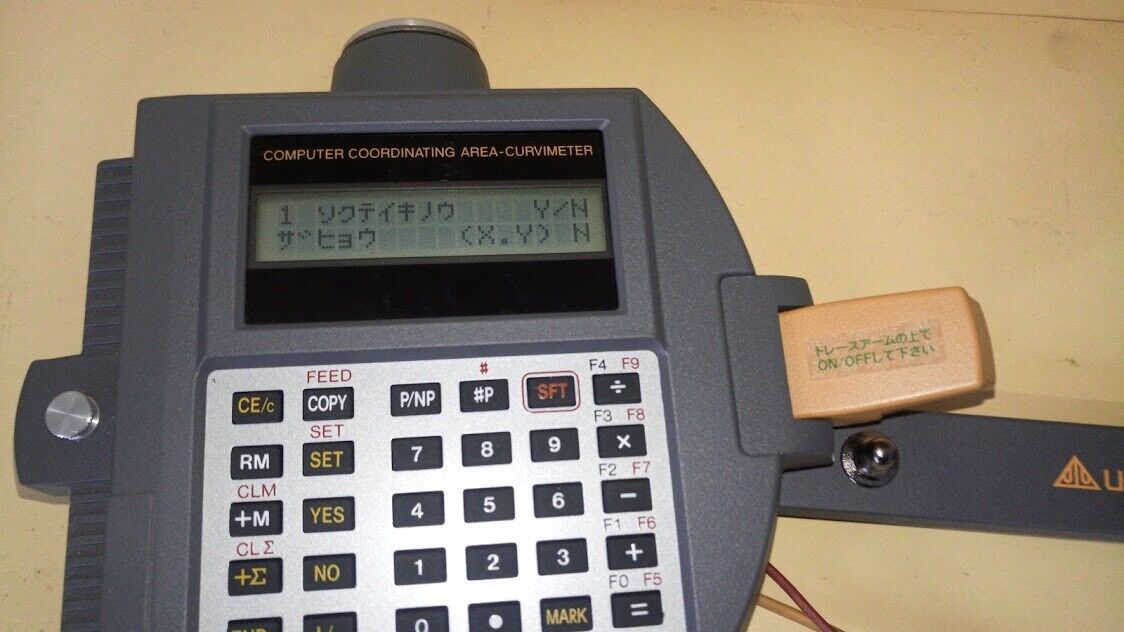 COMPUTER COORDINATING AREA-CURVIMETER
1 ソクテイキノウ Y/N
ザヒョウ (X.Y) N
トレースアームの上で
ON/OFFして下さい
FEED # F4 F9
CE/c COPY P/NP #P SFT ÷
SET F3 F8
RM SET 7 8 9 ×
CLM F2 F7
+M YES 4 5 6 −
CLΣ F1 F6
+Σ NO 1 2 3 +
F0 F5
0 • MARK =